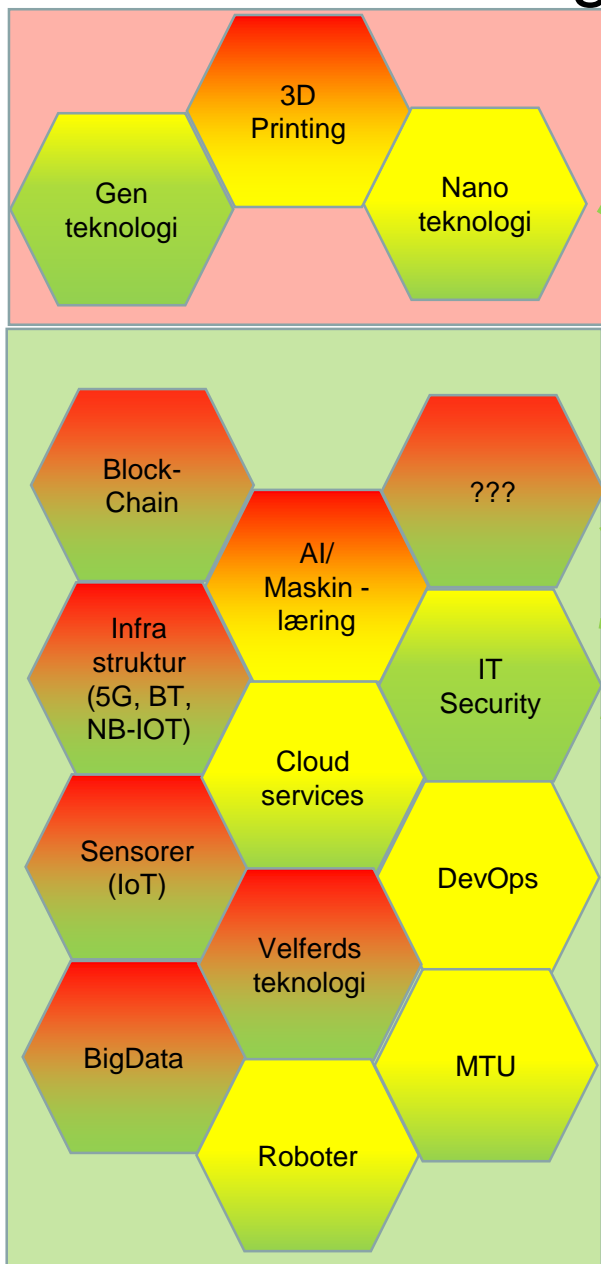 3D
Printing
Gen
teknologi
Nano
teknologi
Block-
Chain
???
AI/
Maskin -
læring
Infra
struktur
(5G, BT,
NB-IOT)
IT
Security
Cloud
services
Sensorer
(IoT)
DevOps
Velferds
teknologi
BigData
MTU
Roboter